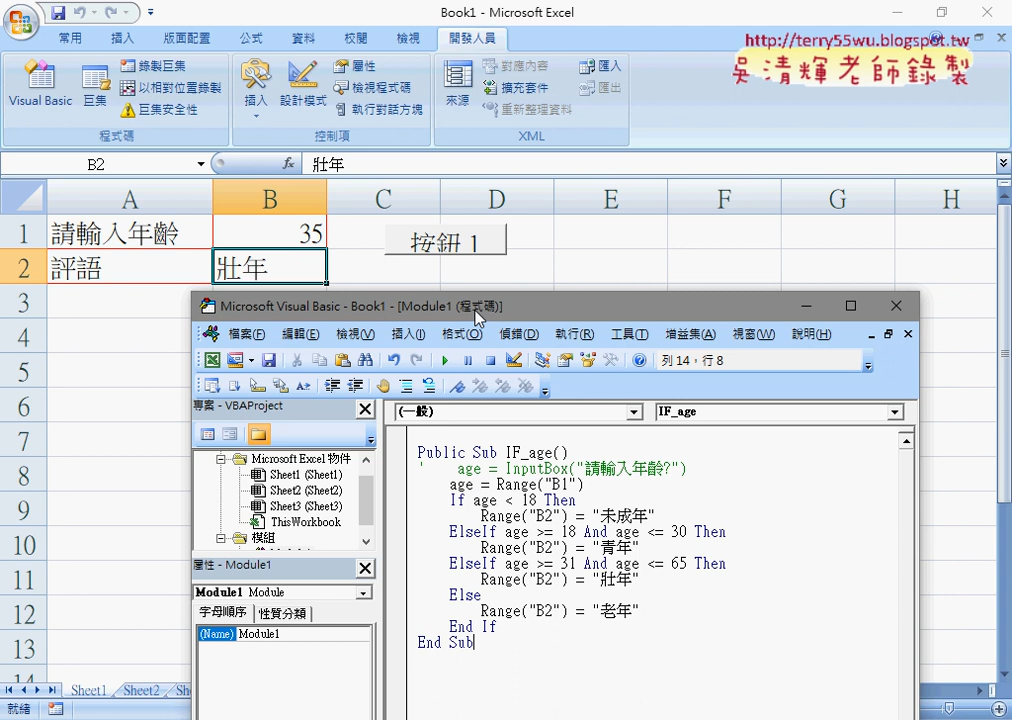 Book1 - Microsoft Excel
常用 插入 版面配置 公式 資料 校閱 檢視 開發人員
http://terry55wu.blogspot.tw
吳清輝老師錄製
Visual Basic 巨集 錄製巨集 以相對位置錄製 巨集安全性 程式碼
插入 設計模式 屬性 檢視程式碼 執行對話方塊 控制項
來源 對應內容 擴充套件 重新整理資料 匯入 匯出 XML
B2 fx 壯年
A B C D E F G H
1 請輸入年齡 35 按鈕 1
2 評語 壯年
3
4
5
6
7
8
9
10
11
12
13
14
Microsoft Visual Basic - Book1 - [Module1 (程式碼)]
檔案(F) 編輯(E) 檢視(V) 插入(I) 格式(O) 偵錯(D) 執行(R) 工具(T) 增益集(A) 視窗(W) 說明(H)
列 14，行 8
專案 - VBAProject
Microsoft Excel 物件
Sheet1 (Sheet1)
Sheet2 (Sheet2)
Sheet3 (Sheet3)
ThisWorkbook
模組
屬性 - Module1
Module1 Module
字母順序 性質分類
(Name) Module1
(一般) IF_age
Public Sub IF_age()
' age = InputBox("請輸入年齡?")
age = Range("B1")
If age < 18 Then
Range("B2") = "未成年"
ElseIf age >= 18 And age <= 30 Then
Range("B2") = "青年"
ElseIf age >= 31 And age <= 65 Then
Range("B2") = "壯年"
Else
Range("B2") = "老年"
End If
End Sub
Sheet1 Sheet2 Sh
就緒